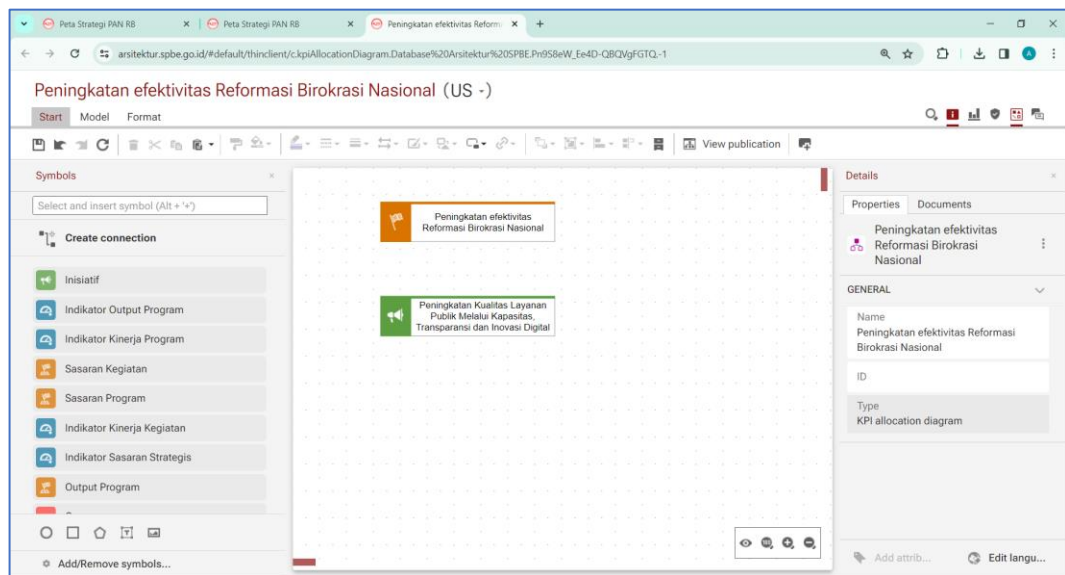 Peta Strategi PAN RB
Peta Strategi PAN RB
Peningkatan efektivitas Reform
arsitektur.spbe.go.id/#default/thinclient/c.kpiAllocationDiagram.Database%20Arsitektur%20SPBE.Pn9S8eW_Ee4D-QBQVgFGTQ.-1
A
Peningkatan efektivitas Reformasi Birokrasi Nasional (US -)
Start Model Format
View publication
Symbols
Select and insert symbol (Alt + '+')
Create connection
Inisiatif
Indikator Output Program
Indikator Kinerja Program
Sasaran Kegiatan
Sasaran Program
Indikator Kinerja Kegiatan
Indikator Sasaran Strategis
Output Program
Add/Remove symbols...
Peningkatan efektivitas
Reformasi Birokrasi Nasional
Peningkatan Kualitas Layanan
Publik Melalui Kapasitas,
Transparansi dan Inovasi Digital
Details
Properties Documents
Peningkatan efektivitas
Reformasi Birokrasi
Nasional
GENERAL
Name
Peningkatan efektivitas Reformasi
Birokrasi Nasional
ID
Type
KPI allocation diagram
Add attrib...
Edit langu...